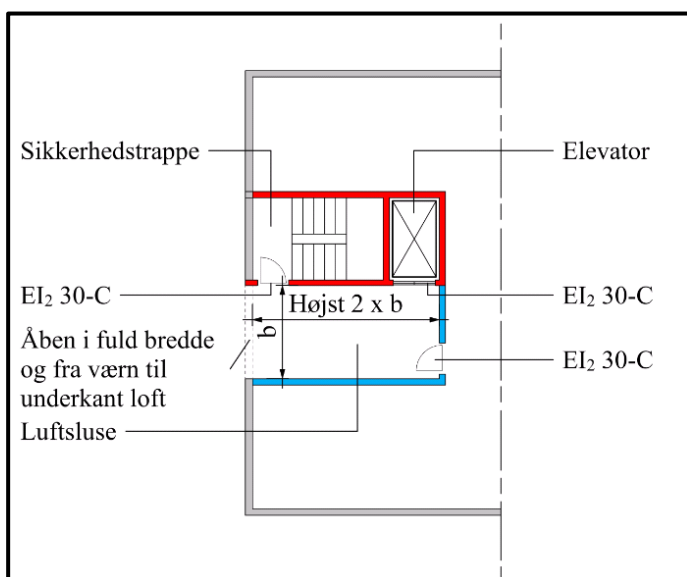 Sikkerhedstrappe
Elevator
EI₂ 30-C
Højst 2 x b
EI₂ 30-C
b
Åben i fuld bredde
og fra værn til
underkant loft
EI₂ 30-C
Luftsluse